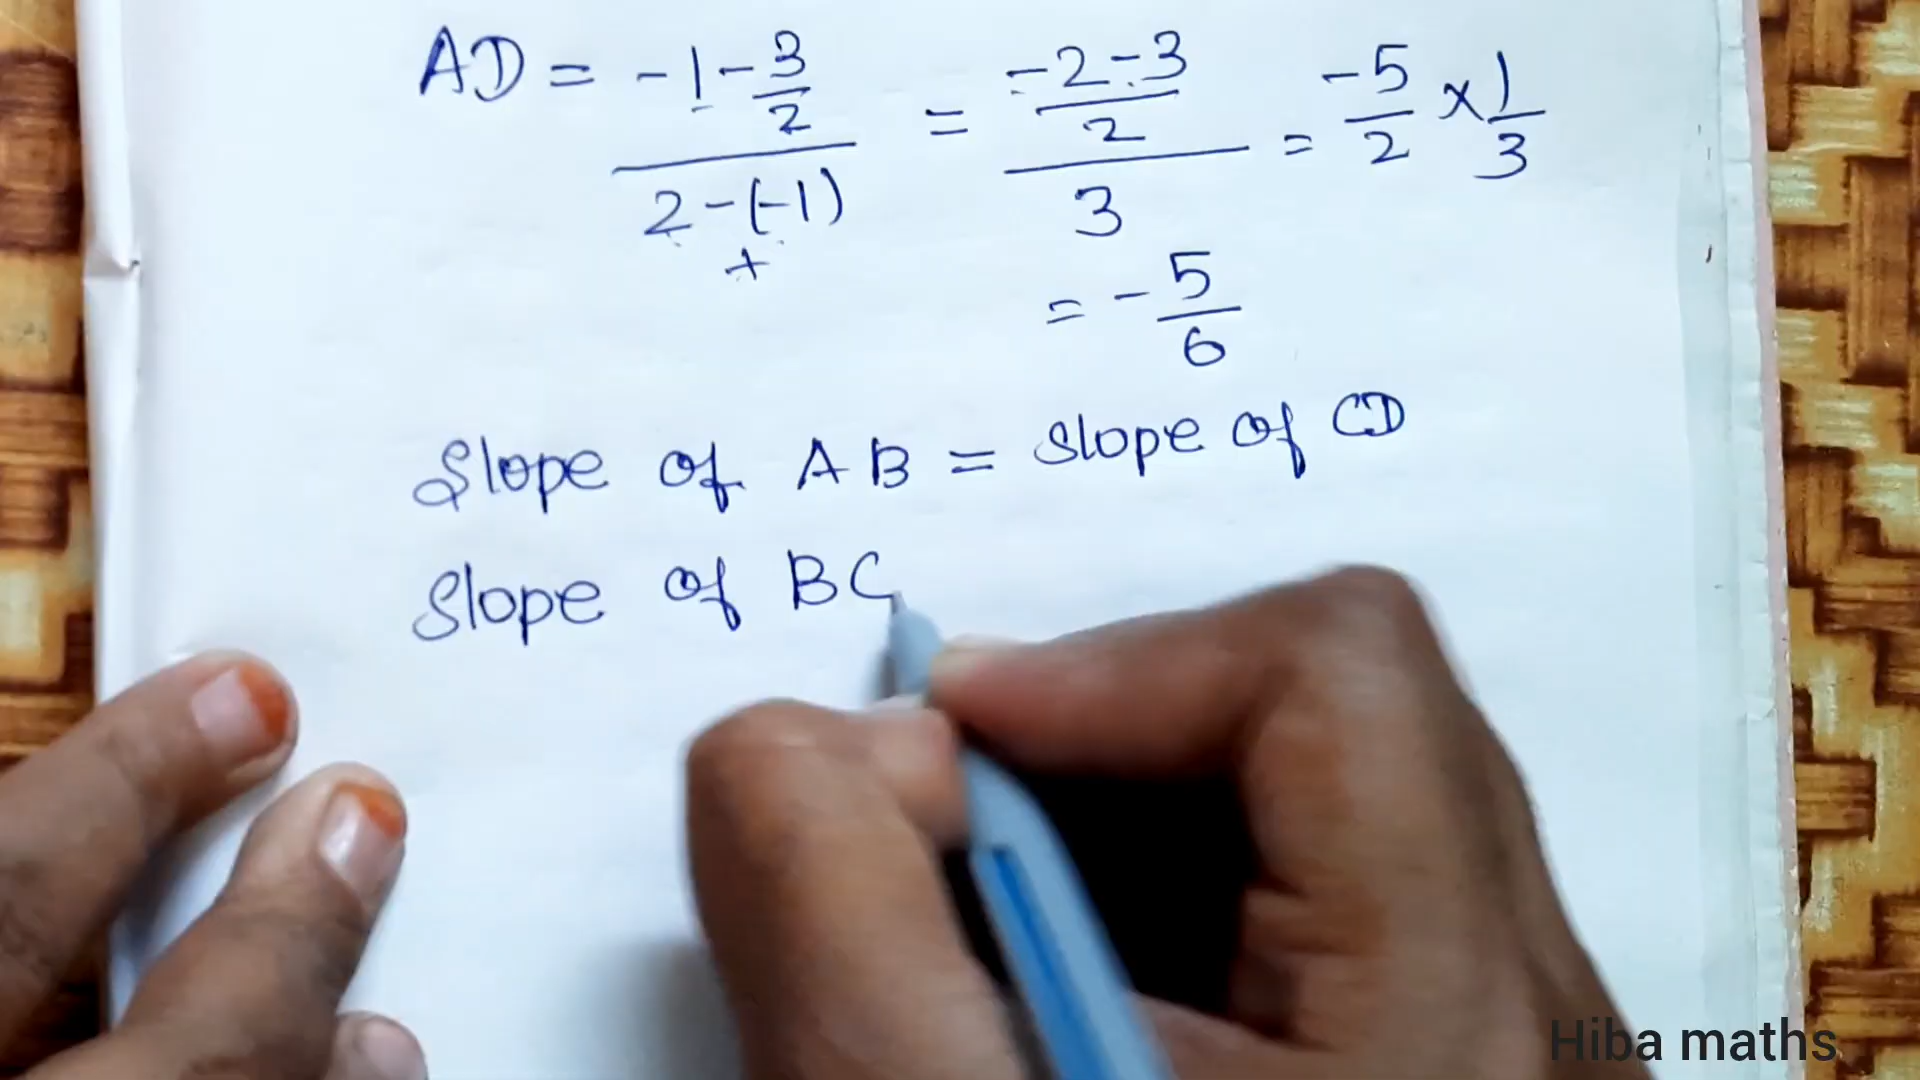 AD = (-1 - 3/2)/(2 - (-1)) = ((-2 - 3)/2)/3 = -5/2 × 1/3
+
= -5/6
Slope of AB = Slope of CD
Slope of BC
Hiba maths